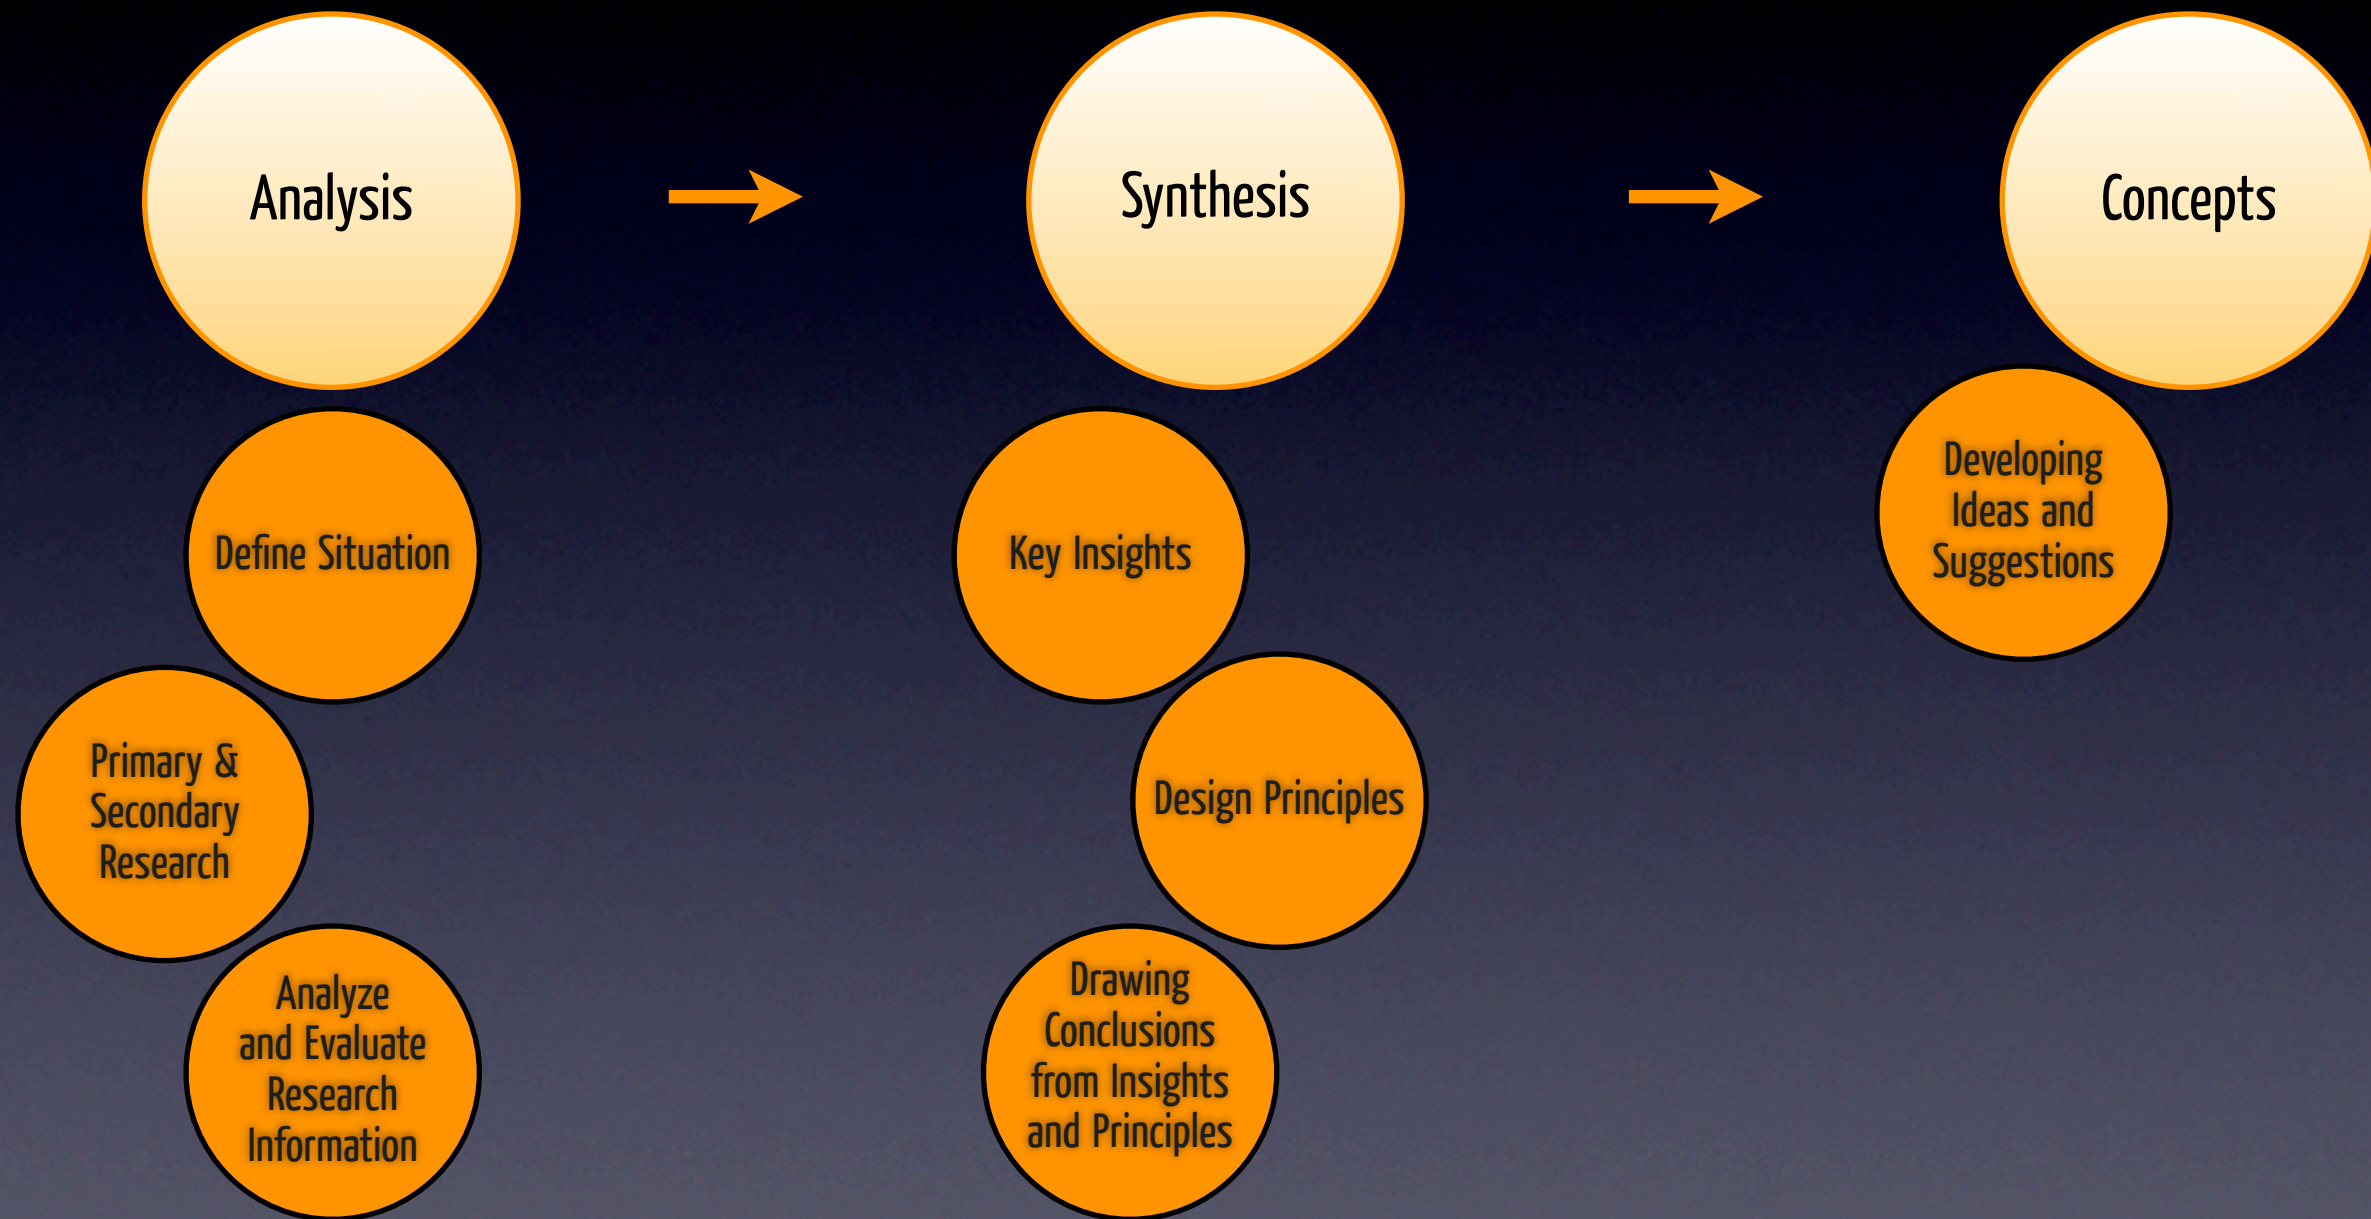 Analysis
Synthesis
Concepts
Define Situation
Primary &
Secondary
Research
Analyze
and Evaluate
Research
Information
Key Insights
Design Principles
Drawing
Conclusions
from Insights
and Principles
Developing
Ideas and
Suggestions